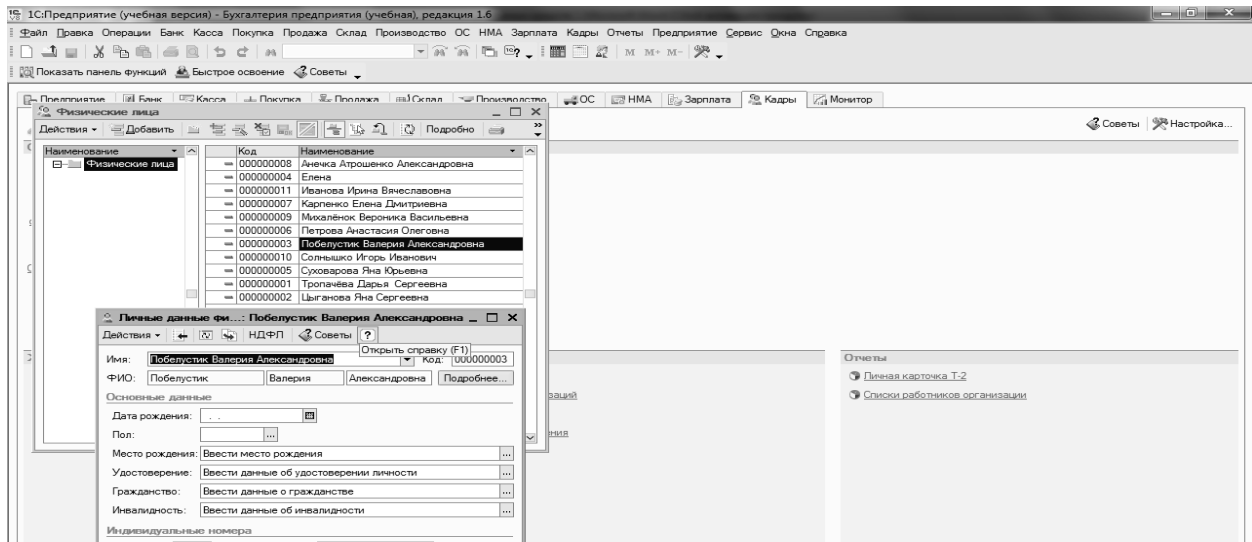 1С:Предприятие (учебная версия) - Бухгалтерия предприятия (учебная), редакция 1.6
Файл Правка Операции Банк Касса Покупка Продажа Склад Производство ОС НМА Зарплата Кадры Отчеты Предприятие Сервис Окна Справка
M M+ M-
Показать панель функций Быстрое освоение Советы
Предприятие Банк Касса Покупка Продажа Склад Производство ОС НМА Зарплата Кадры Монитор
Физические лица
Советы Настройка...
Действия Добавить Подробно
Наименование Код Наименование
Физические лица 000000008 Анечка Атрошенко Александровна
000000004 Елена
000000011 Иванова Ирина Вячеславовна
000000007 Карпенко Елена Дмитриевна
000000009 Михалёнок Вероника Васильевна
000000006 Петрова Анастасия Олеговна
000000003 Побелустик Валерия Александровна
000000010 Солнышко Игорь Иванович
000000005 Суховарова Яна Юрьевна
000000001 Тропачёва Дарья Сергеевна
000000002 Цыганова Яна Сергеевна
Личные данные фи...: Побелустик Валерия Александровна
Действия НДФЛ Советы ?
Открыть справку (F1)
Имя: Побелустик Валерия Александровна Код: 000000003
ФИО: Побелустик Валерия Александровна Подробнее...
Основные данные
Дата рождения: . .
Пол: ...
Место рождения: Ввести место рождения ...
Удостоверение: Ввести данные об удостоверении личности ...
Гражданство: Ввести данные о гражданстве ...
Инвалидность: Ввести данные об инвалидности ...
Индивидуальные номера
заций
ения
Отчеты
Личная карточка Т-2
Списки работников организации